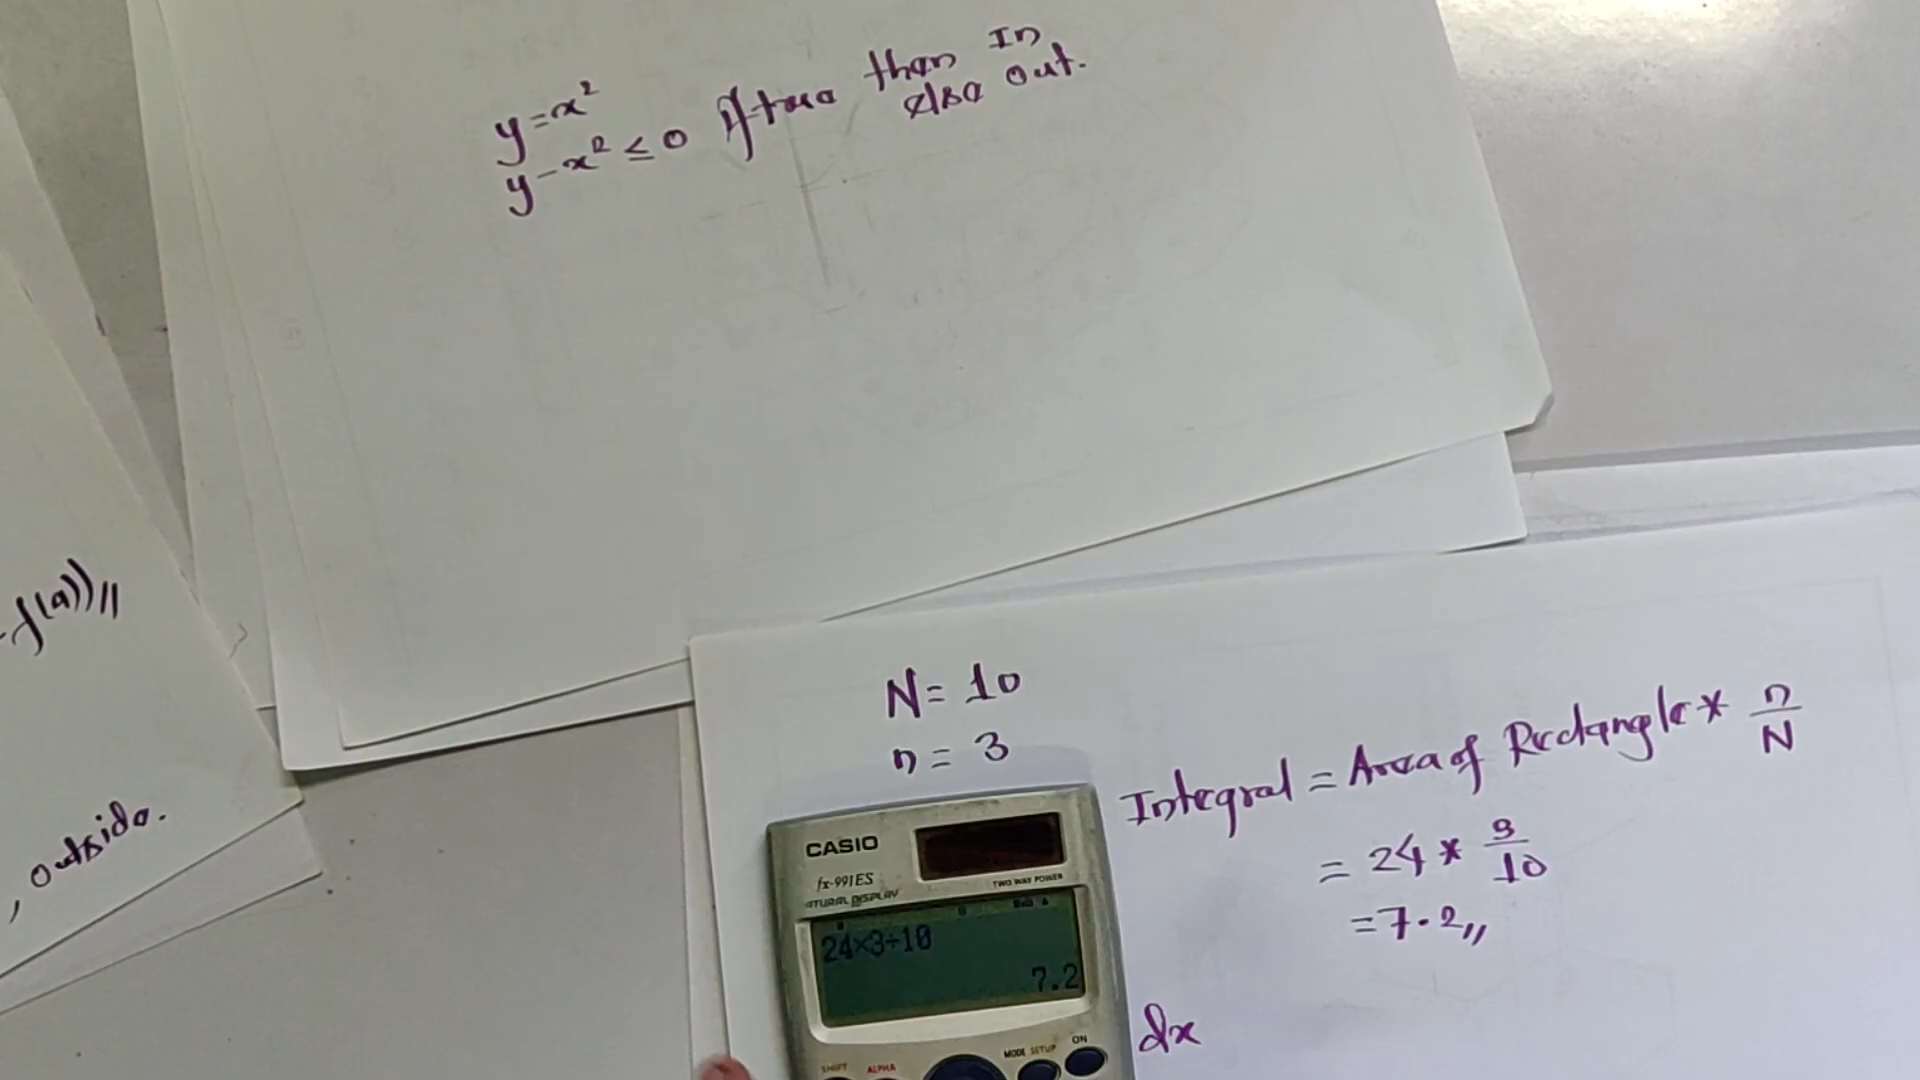 y=x²
y-x² ≤ 0 if true than In
else out.
-f(a))//
, outside.
N= 10
n = 3
Integral = Area of Rectangle * n/N
= 24 * 3/10
=7.2//
dx
CASIO
fx-991ES
NATURAL DISPLAY
TWO WAY POWER
24×3÷10
7.2
SHIFT ALPHA MODE SETUP ON